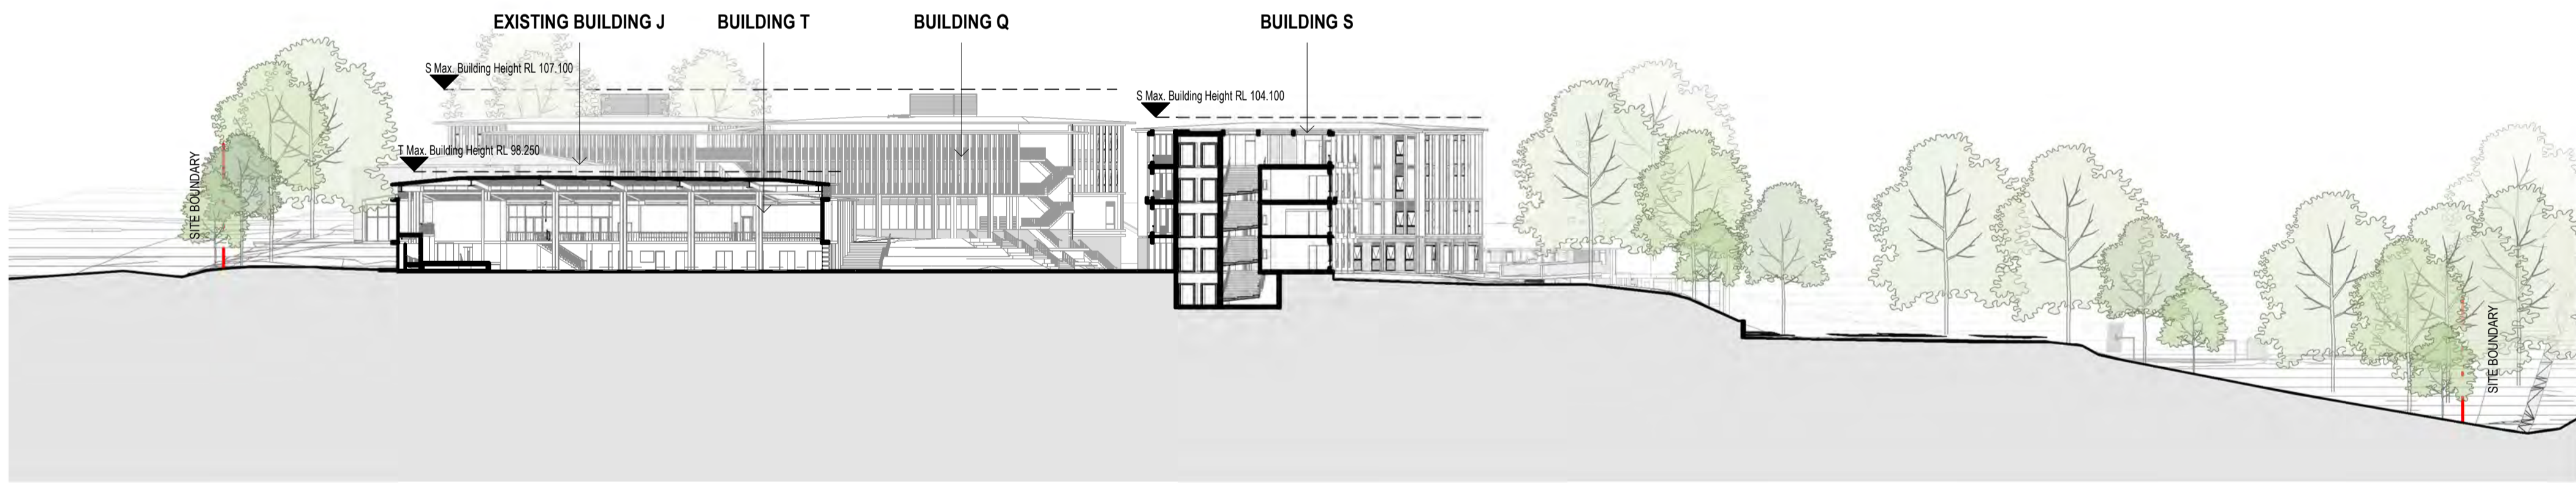 EXISTING BUILDING J
BUILDING T
BUILDING Q
BUILDING S
S Max. Building Height RL 107.100
S Max. Building Height RL 104.100
T Max. Building Height RL 98.250
SITE BOUNDARY
SITE BOUNDARY